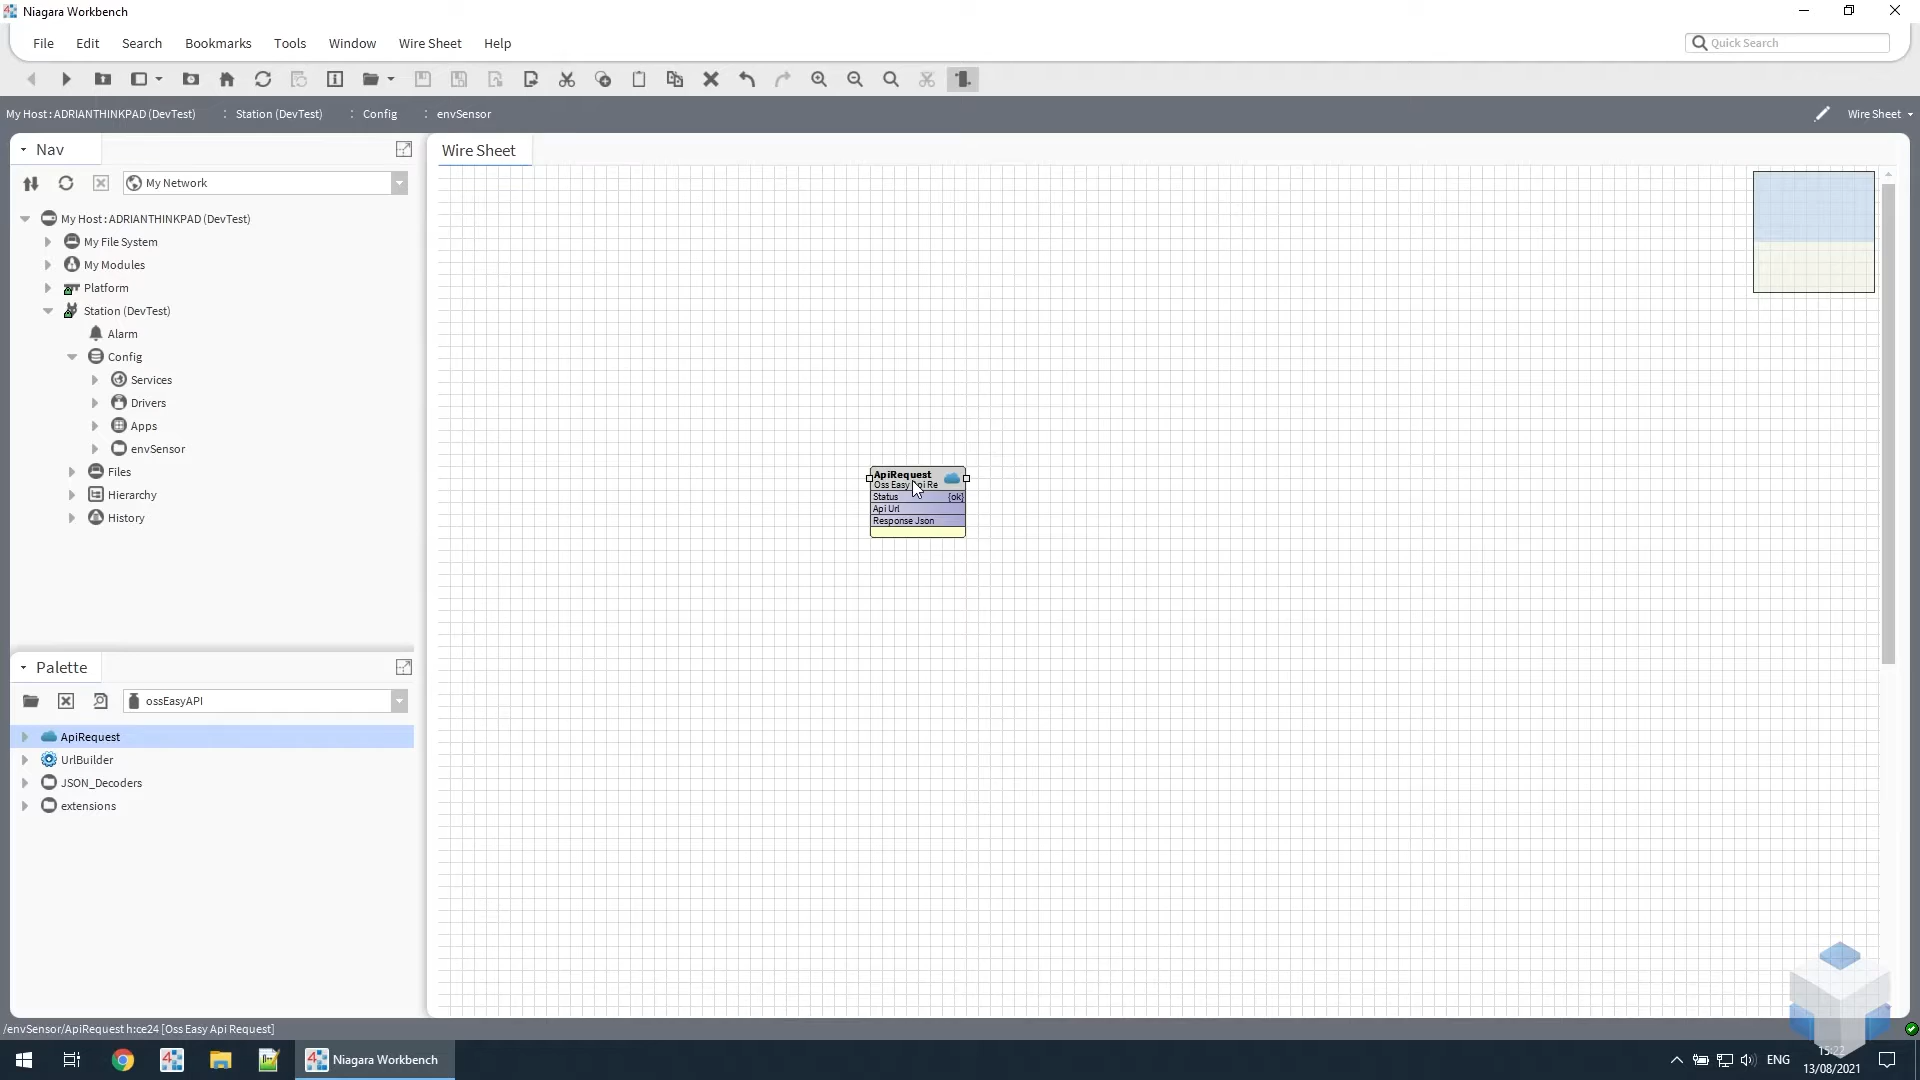 Niagara Workbench
File Edit Search Bookmarks Tools Window Wire Sheet Help
Quick Search
My Host : ADRIANTHINKPAD (DevTest) : Station (DevTest) : Config : envSensor
Wire Sheet
Nav
My Network
My Host : ADRIANTHINKPAD (DevTest)
My File System
My Modules
Platform
Station (DevTest)
Alarm
Config
Services
Drivers
Apps
envSensor
Files
Hierarchy
History
Palette
ossEasyAPI
ApiRequest
UrlBuilder
JSON_Decoders
extensions
Wire Sheet
ApiRequest
Oss Easy Api Re
Status {ok}
Api Url
Response Json
/envSensor/ApiRequest h:ce24 [Oss Easy Api Request]
Niagara Workbench
ENG
15:22
13/08/2021